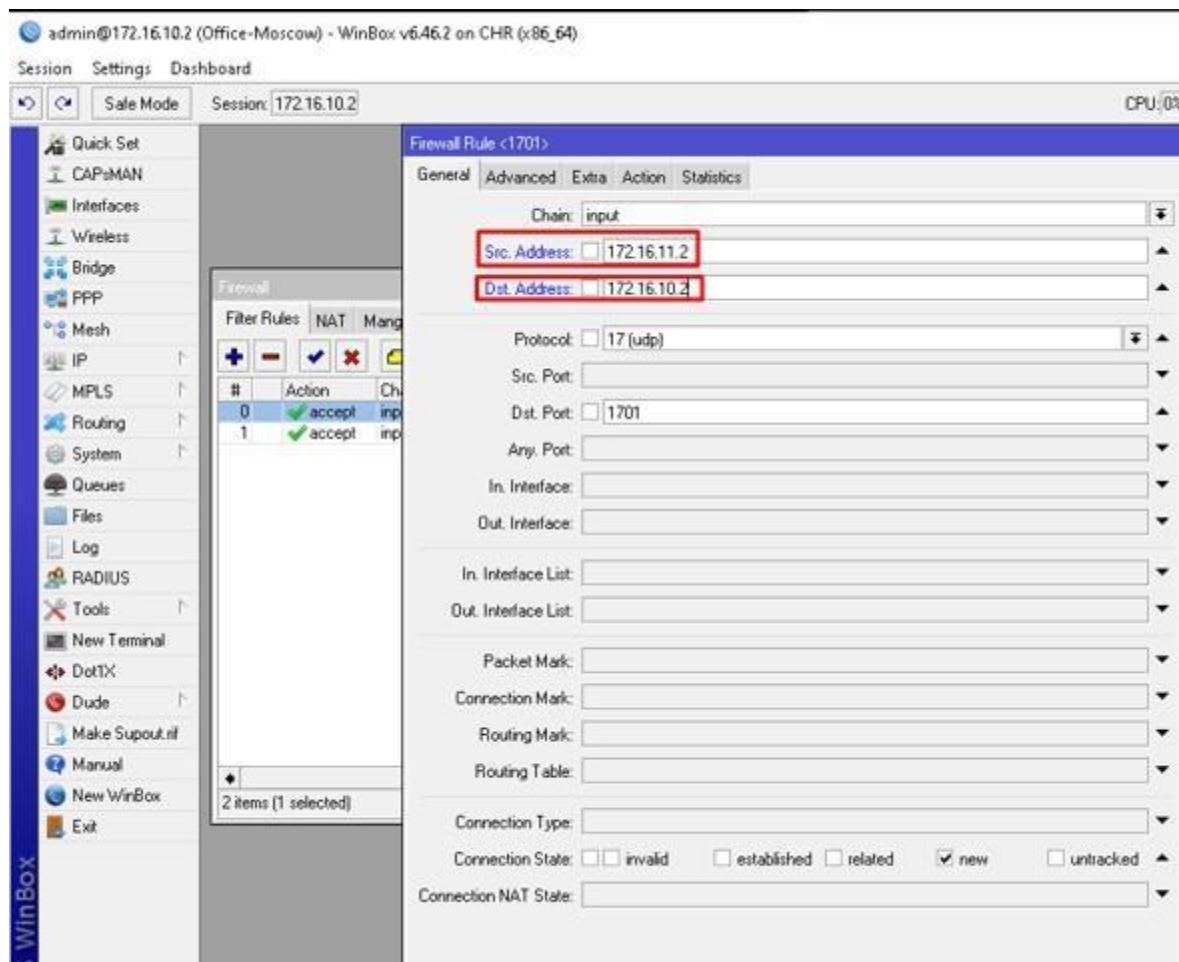 admin@172.16.10.2 (Office-Moscow) - WinBox v6.46.2 on CHR (x86_64)
Session Settings Dashboard
Safe Mode Session: 172.16.10.2 CPU: 0%
Quick Set
CAPsMAN
Interfaces
Wireless
Bridge
PPP
Mesh
IP
MPLS
Routing
System
Queues
Files
Log
RADIUS
Tools
New Terminal
Dot1X
Dude
Make Supout.rif
Manual
New WinBox
Exit
WinBox
Firewall
Filter Rules NAT Mang
# Action Ch
0 accept inp
1 accept inp
2 items (1 selected)
Firewall Rule <1701>
General Advanced Extra Action Statistics
Chain: input
Src. Address: 172.16.11.2
Dst. Address: 172.16.10.2
Protocol: 17 (udp)
Src. Port:
Dst. Port: 1701
Any. Port:
In. Interface:
Out. Interface:
In. Interface List:
Out. Interface List:
Packet Mark:
Connection Mark:
Routing Mark:
Routing Table:
Connection Type:
Connection State: invalid established related new untracked
Connection NAT State: